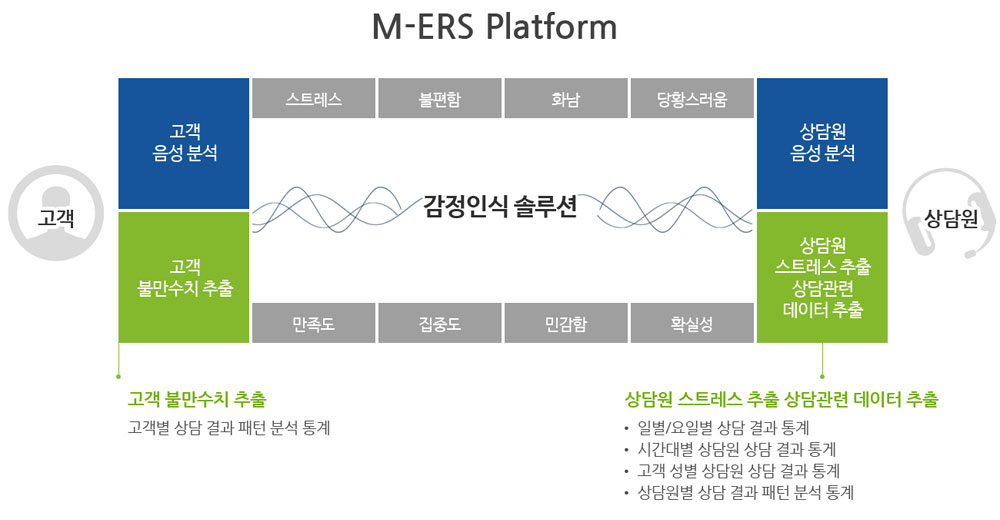 M-ERS Platform
스트레스
불편함
화남
당황스러움
고객
음성 분석
상담원
음성 분석
고객
감정인식 솔루션
상담원
고객
불만수치 추출
상담원
스트레스 추출
상담관련
데이터 추출
만족도
집중도
민감함
확실성
고객 불만수치 추출
고객별 상담 결과 패턴 분석 통계
상담원 스트레스 추출 상담관련 데이터 추출
• 일별/요일별 상담 결과 통계
• 시간대별 상담원 상담 결과 통게
• 고객 성별 상담원 상담 결과 통계
• 상담원별 상담 결과 패턴 분석 통계